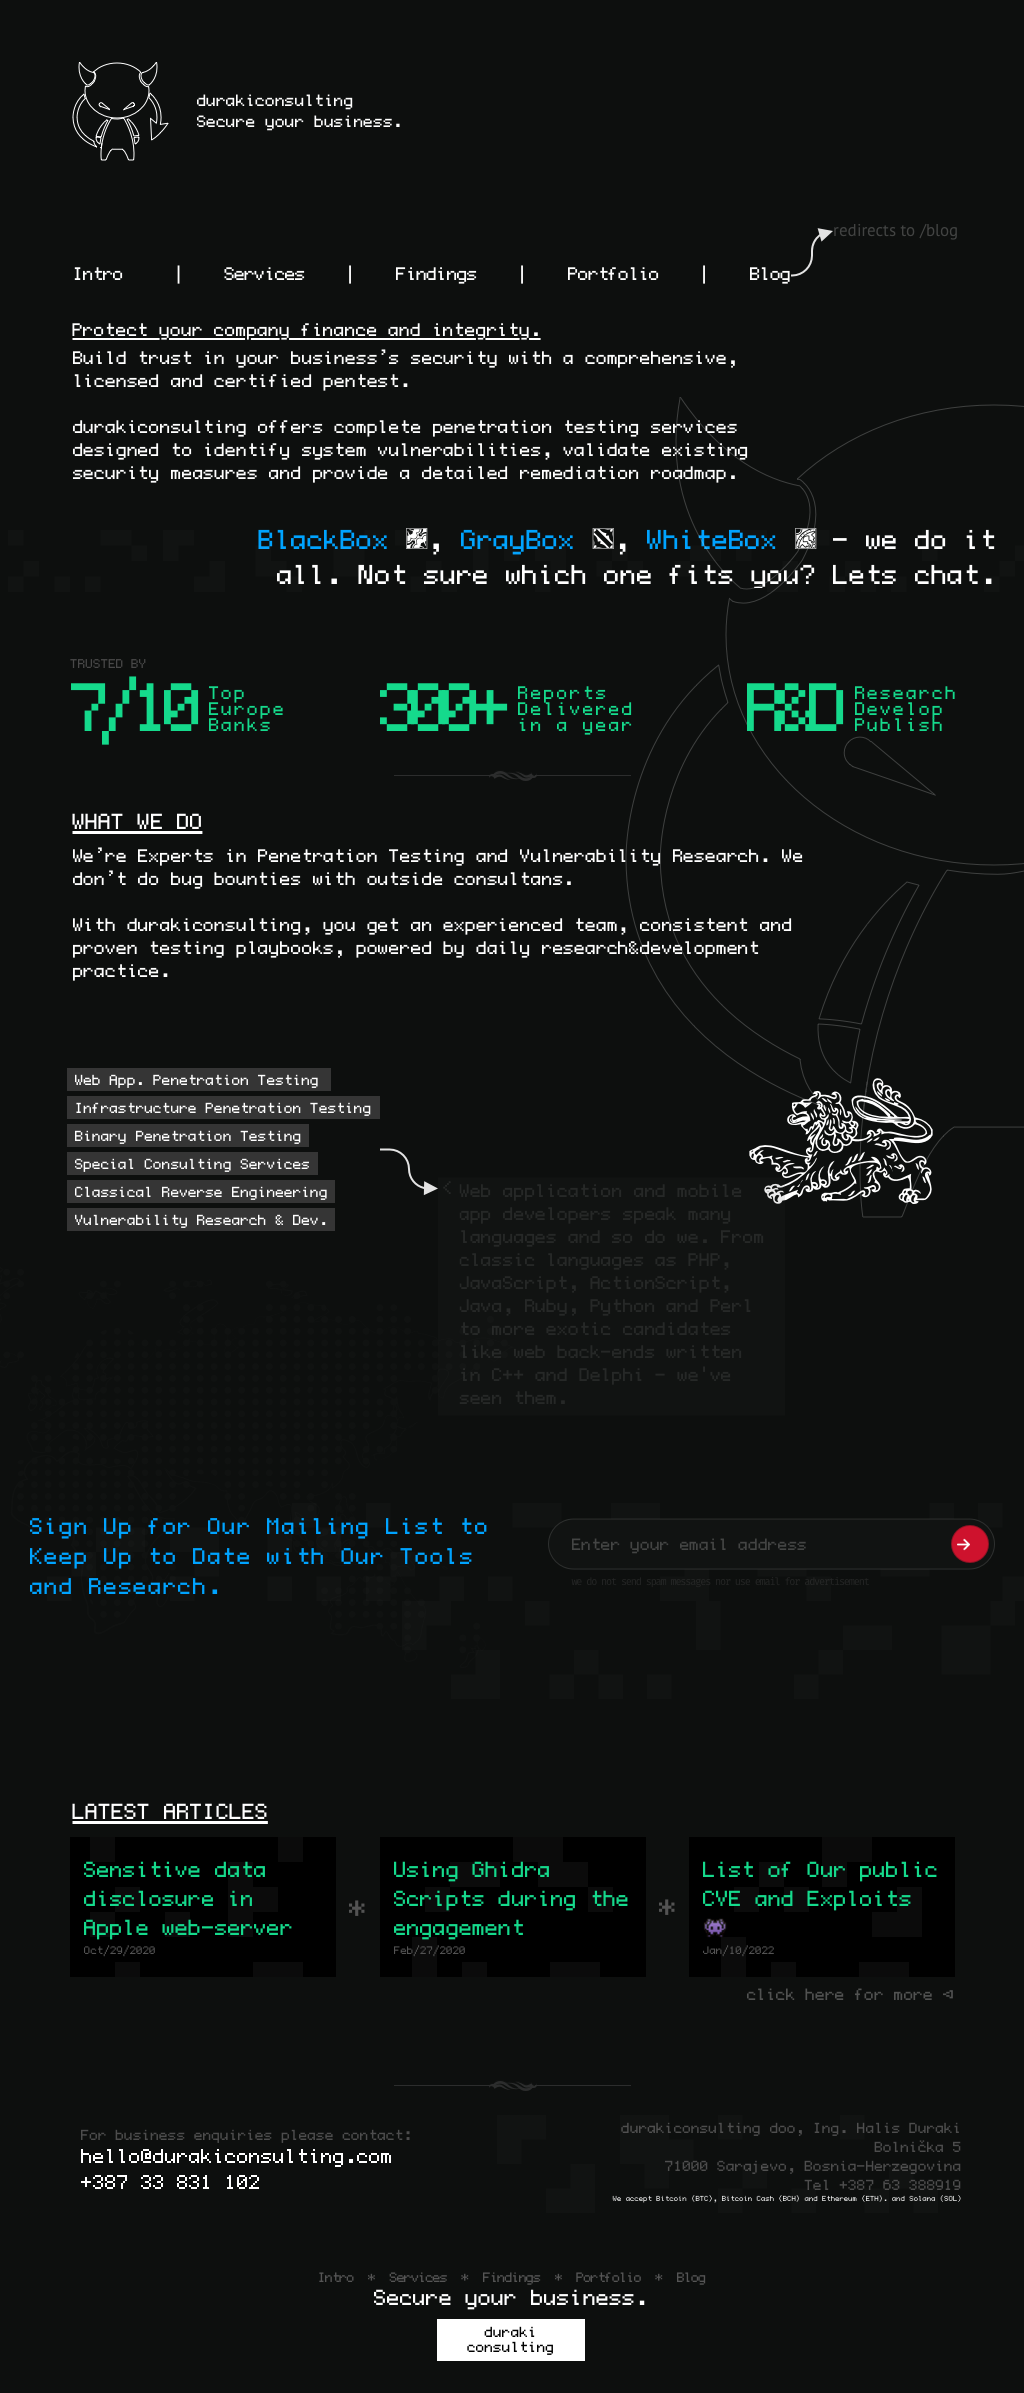 durakiconsulting
Secure your business.
redirects to /blog
Intro | Services | Findings | Portfolio | Blog
Protect your company finance and integrity.
Build trust in your business's security with a comprehensive,
licensed and certified pentest.
durakiconsulting offers complete penetration testing services
designed to identify system vulnerabilities, validate existing
security measures and provide a detailed remediation roadmap.
BlackBox , GrayBox , WhiteBox - we do it
all. Not sure which one fits you? Lets chat.
TRUSTED BY
7/10 Top
Europe
Banks
300+ Reports
Delivered
in a year
R&D Research
Develop
Publish
WHAT WE DO
We're Experts in Penetration Testing and Vulnerability Research. We
don't do bug bounties with outside consultans.
With durakiconsulting, you get an experienced team, consistent and
proven testing playbooks, powered by daily research&development
practice.
Web App. Penetration Testing
Infrastructure Penetration Testing
Binary Penetration Testing
Special Consulting Services
Classical Reverse Engineering
Vulnerability Research & Dev.
< Web application and mobile
app developers speak many
languages and so do we. From
classic languages as PHP,
JavaScript, ActionScript,
Java, Ruby, Python and Perl
to more exotic candidates
like web back-ends written
in C++ and Delphi - we've
seen them.
Sign Up for Our Mailing List to
Keep Up to Date with Our Tools
and Research.
Enter your email address
we do not send spam messages nor use email for advertisement
LATEST ARTICLES
Sensitive data
disclosure in
Apple web-server
Oct/29/2020
*
Using Ghidra
Scripts during the
engagement
Feb/27/2020
*
List of Our public
CVE and Exploits
👾
Jan/10/2022
click here for more ⊲
For business enquiries please contact:
hello@durakiconsulting.com
+387 33 831 102
durakiconsulting doo, Ing. Halis Duraki
Bolnička 5
71000 Sarajevo, Bosnia-Herzegovina
Tel +387 63 388919
We accept Bitcoin (BTC), Bitcoin Cash (BCH) and Ethereum (ETH). and Solana (SOL)
Intro * Services * Findings * Portfolio * Blog
Secure your business.
duraki
consulting